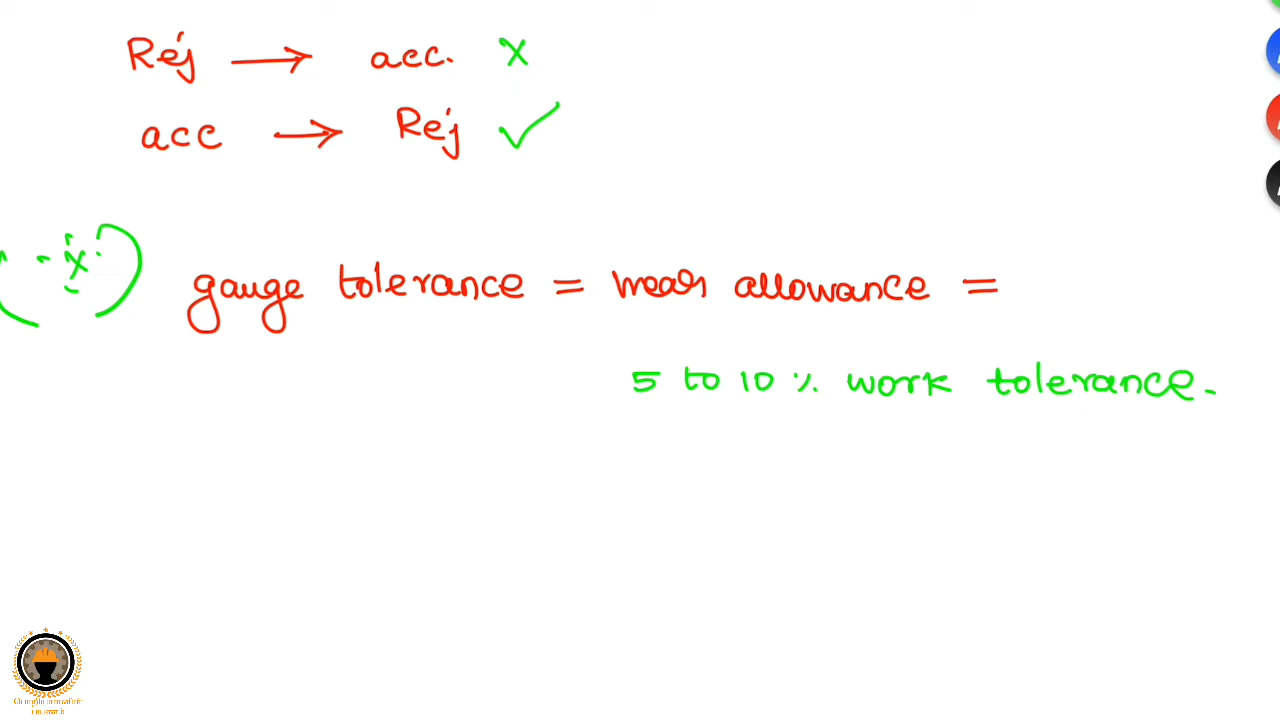 Rej → acc. x
acc → Rej ✓
gauge tolerance = wear allowance =
5 to 10 % work tolerance.